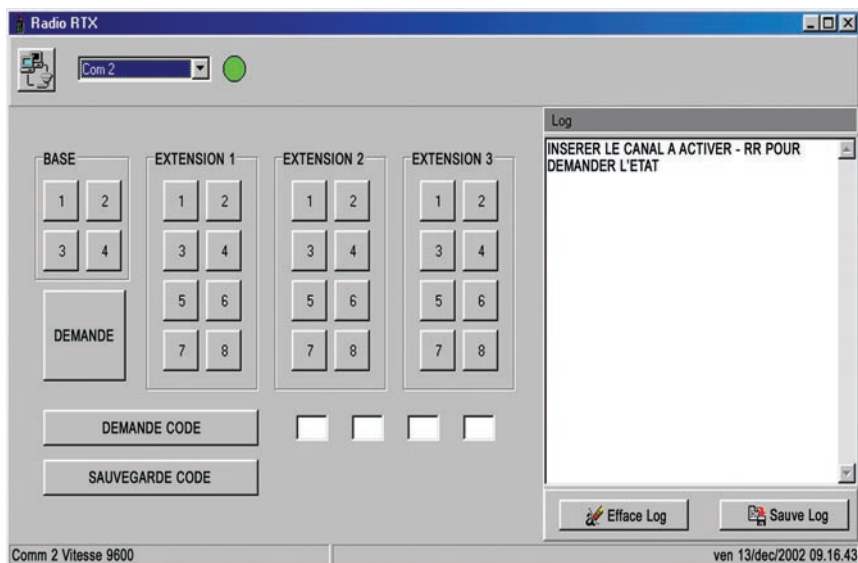 Radio RTX
Com 2
Log
INSERER LE CANAL A ACTIVER - RR POUR
DEMANDER L'ETAT
BASE
1 2
3 4
DEMANDE
EXTENSION 1
1 2
3 4
5 6
7 8
EXTENSION 2
1 2
3 4
5 6
7 8
EXTENSION 3
1 2
3 4
5 6
7 8
DEMANDE CODE
SAUVEGARDE CODE
Efface Log
Sauve Log
Comm 2 Vitesse 9600
ven 13/dec/2002 09.16.43